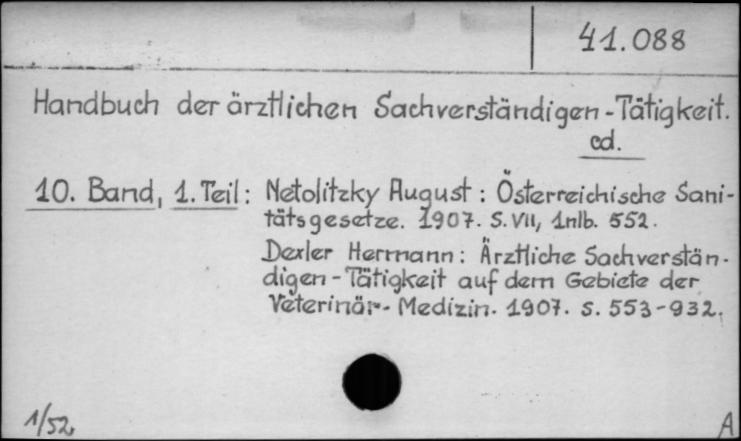 41.088
Handbuch der ärztlichen Sachverständigen-Tätigkeit.
cd.
10. Band, 1. Teil: Netolitzky August: Österreichische Sani-
tätsgesetze. 1907. S. VII, 1nlb. 552.
Dexler Hermann: Ärztliche Sachverstän-
digen-Tätigkeit auf dem Gebiete der
Veterinär-Medizin. 1907. S. 553-932.
1/52.
A